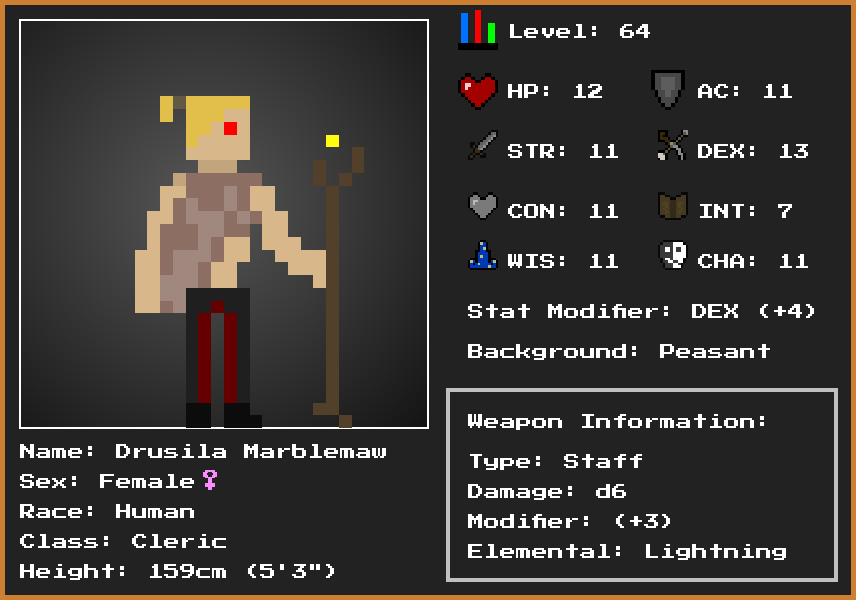 Level: 64
HP: 12 AC: 11
STR: 11 DEX: 13
CON: 11 INT: 7
WIS: 11 CHA: 11
Stat Modifier: DEX (+4)
Background: Peasant
Weapon Information:
Type: Staff
Damage: d6
Modifier: (+3)
Elemental: Lightning
Name: Drusila Marblemaw
Sex: Female♀
Race: Human
Class: Cleric
Height: 159cm (5'3")